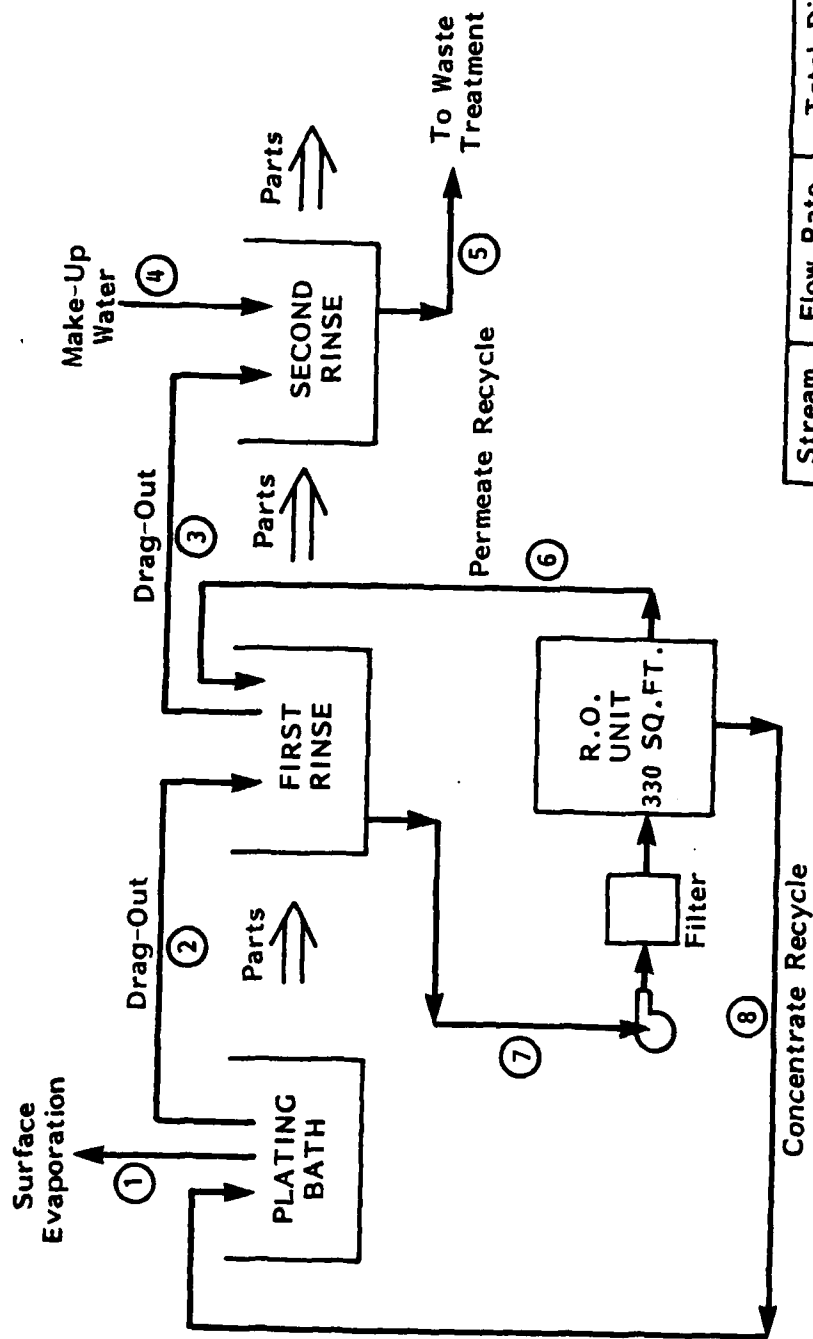 Surface
Evaporation
1
PLATING
BATH
Drag-Out
2
Parts
FIRST
RINSE
Drag-Out
3
Parts
Make-Up
Water
4
SECOND
RINSE
Parts
5
To Waste
Treatment
Permeate Recycle
6
7
Filter
R.O.
UNIT
330 SQ.FT.
8
Concentrate Recycle
Stream
Flow Rate